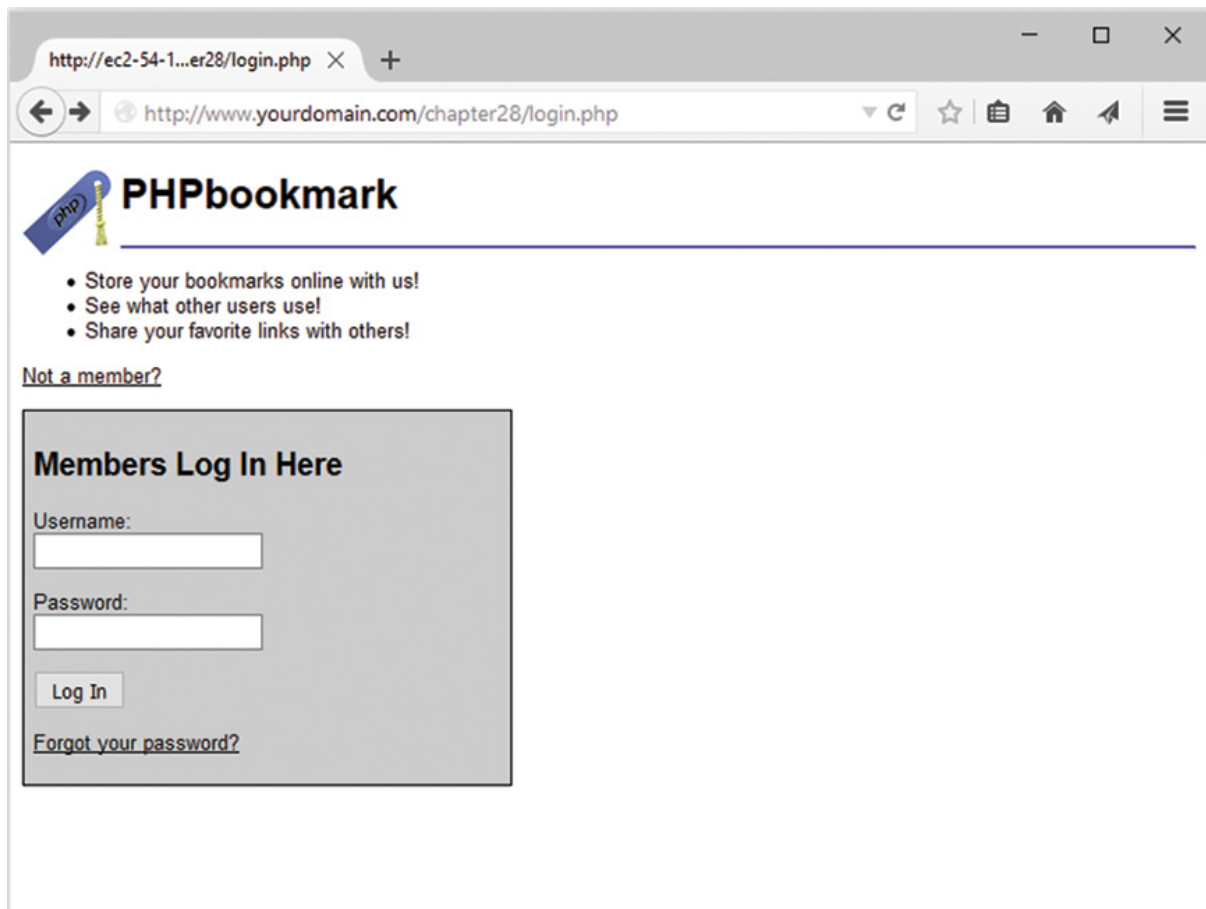 http://ec2-54-1...er28/login.php
http://www.yourdomain.com/chapter28/login.php
php
PHPbookmark
• Store your bookmarks online with us!
• See what other users use!
• Share your favorite links with others!
Not a member?
Members Log In Here
Username:
Password:
Log In
Forgot your password?